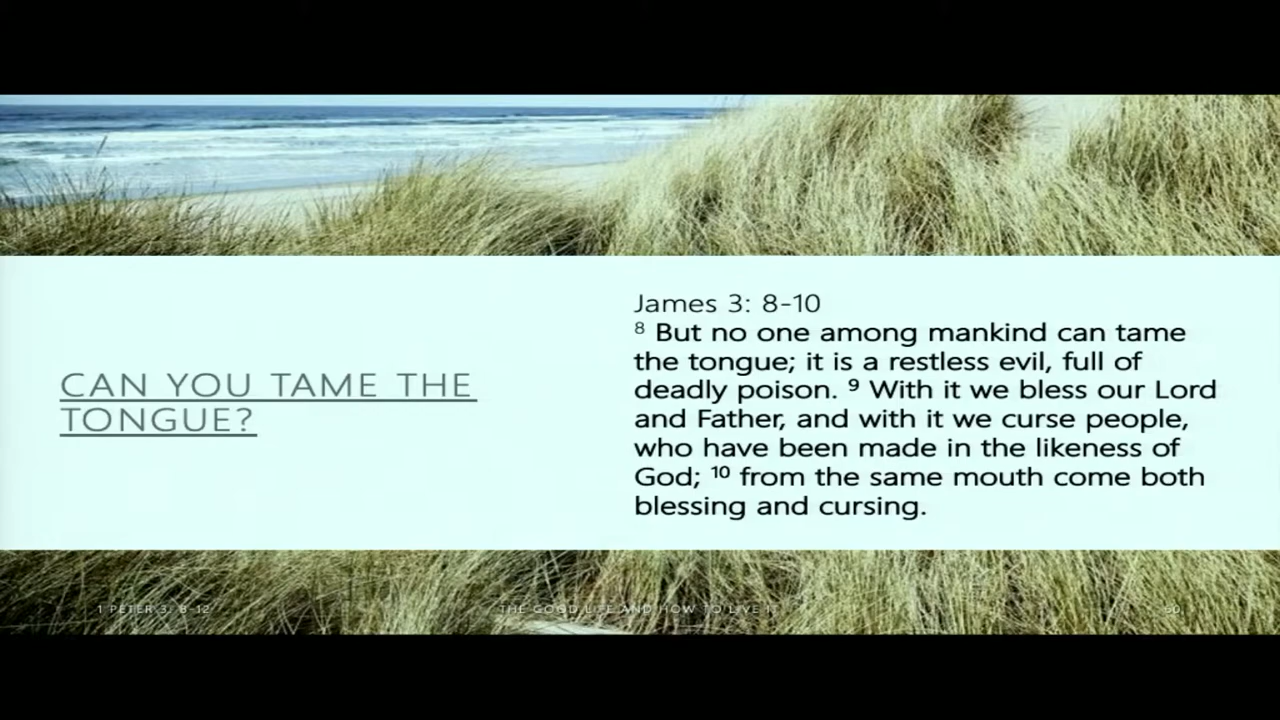 CAN YOU TAME THE
TONGUE?
James 3: 8-10
8 But no one among mankind can tame
the tongue; it is a restless evil, full of
deadly poison. 9 With it we bless our Lord
and Father, and with it we curse people,
who have been made in the likeness of
God; 10 from the same mouth come both
blessing and cursing.
1 PETER 3: 8-12
THE GOOD LIFE AND HOW TO LIVE IT
50